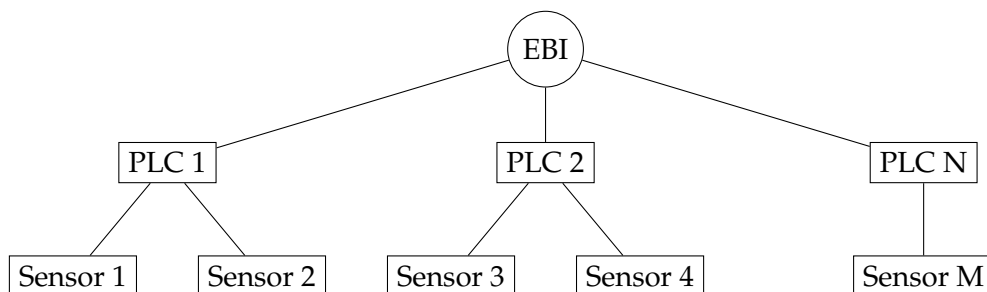 EBI
PLC 1
PLC 2
PLC N
Sensor 1
Sensor 2
Sensor 3
Sensor 4
Sensor M